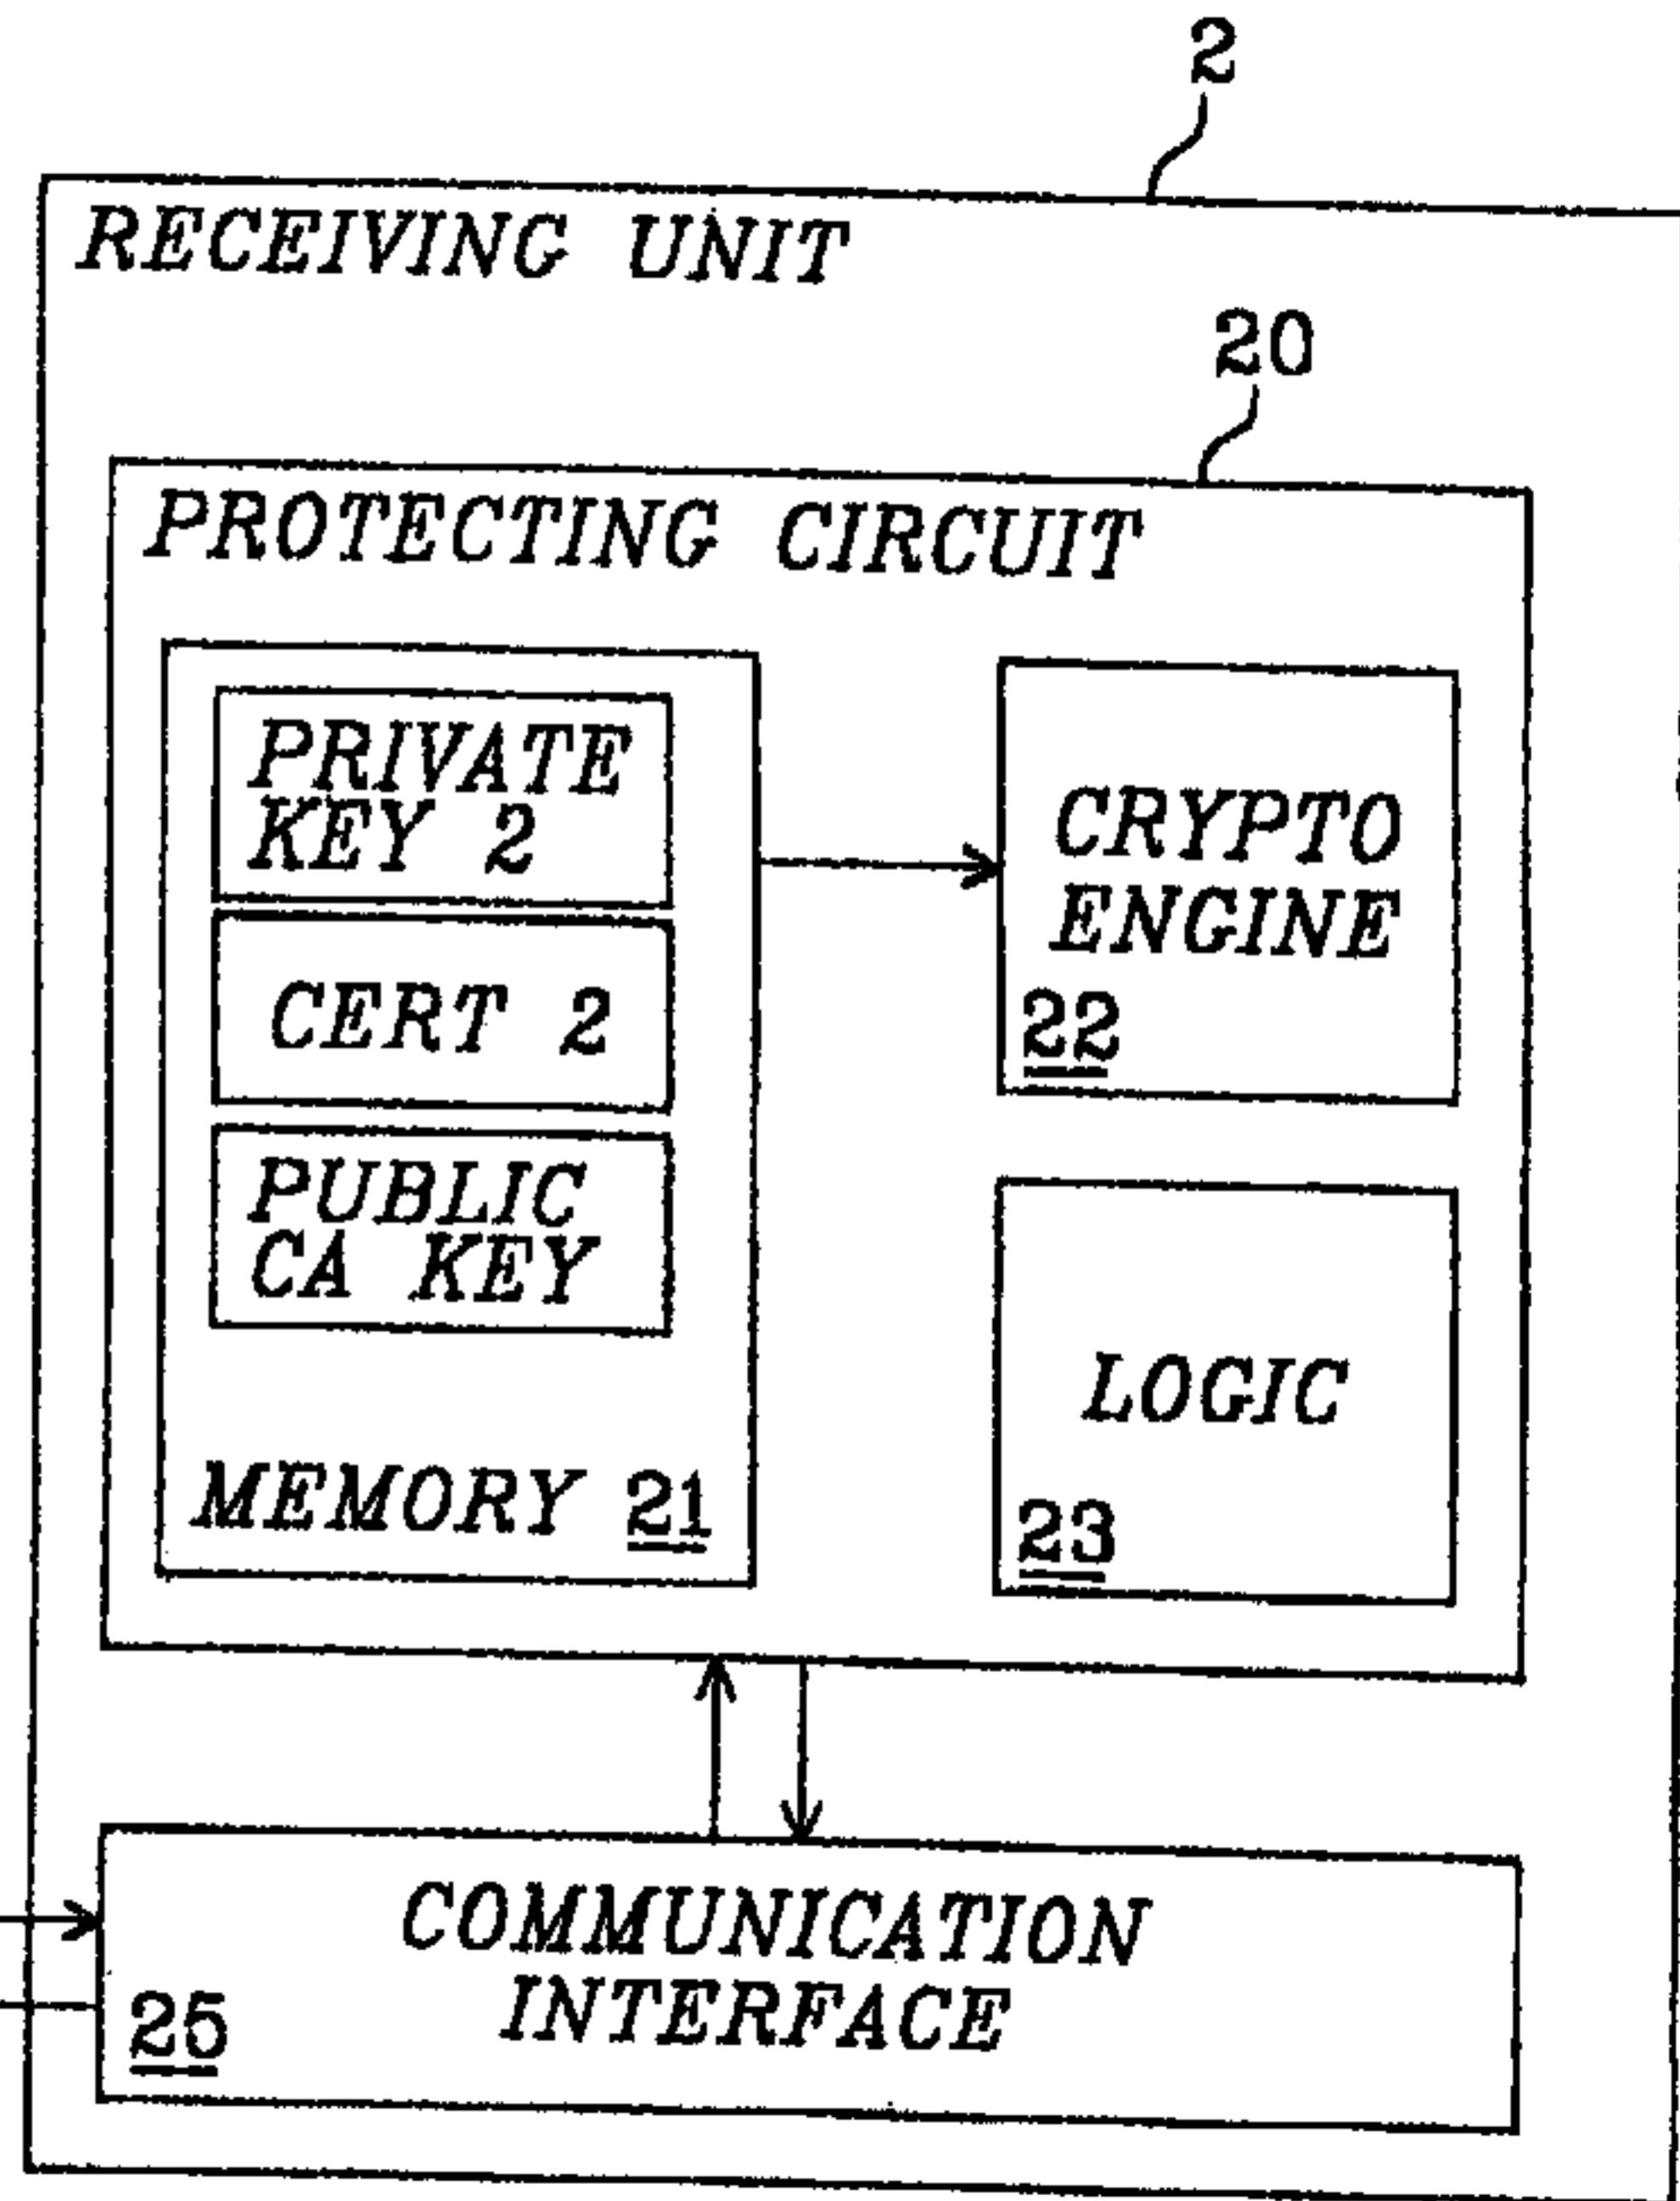 2
RECEIVING UNIT
20
PROTECTING CIRCUIT
PRIVATE
KEY 2
CERT 2
PUBLIC
CA KEY
MEMORY 21
CRYPTO
ENGINE
22
LOGIC
23
COMMUNICATION
INTERFACE
25